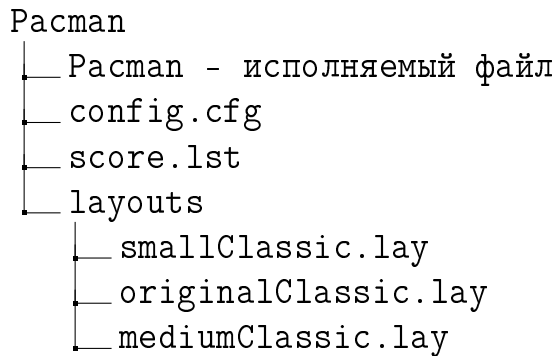 Pacman
Pacman - исполняемый файл
config.cfg
score.lst
layouts
smallClassic.lay
originalClassic.lay
mediumClassic.lay